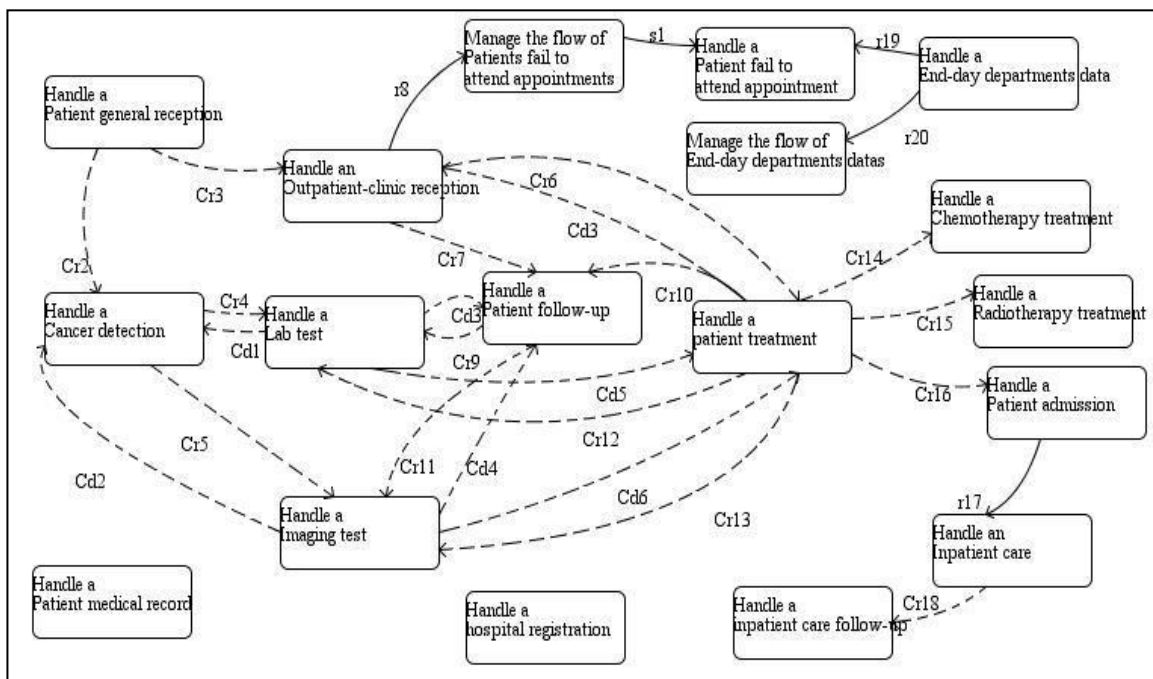 Manage the flow of
Patients fail to
attend appointments
s1
Handle a
Patient fail to
attend appointment
r19
Handle a
End-day departments data
Handle a
Patient general reception
r8
Manage the flow of
End-day departments datas
r20
Handle an
Outpatient-clinic reception
Cr3
Cr6
Cd3
Handle a
Chemotherapy treatment
Cr2
Cr7
Cr14
Handle a
Cancer detection
Cr4
Cd1
Handle a
Lab test
Cd3
Cr9
Handle a
Patient follow-up
Cr10
Handle a
patient treatment
Cr15
Handle a
Radiotherapy treatment
Cr16
Handle a
Patient admission
Cd5
Cr12
Cr5
Cd2
Cr11
Cd4
Cd6
Cr13
r17
Handle a
Imaging test
Handle an
Inpatient care
Handle a
Patient medical record
Handle a
hospital registration
Cr18
Handle a
inpatient care follow-up